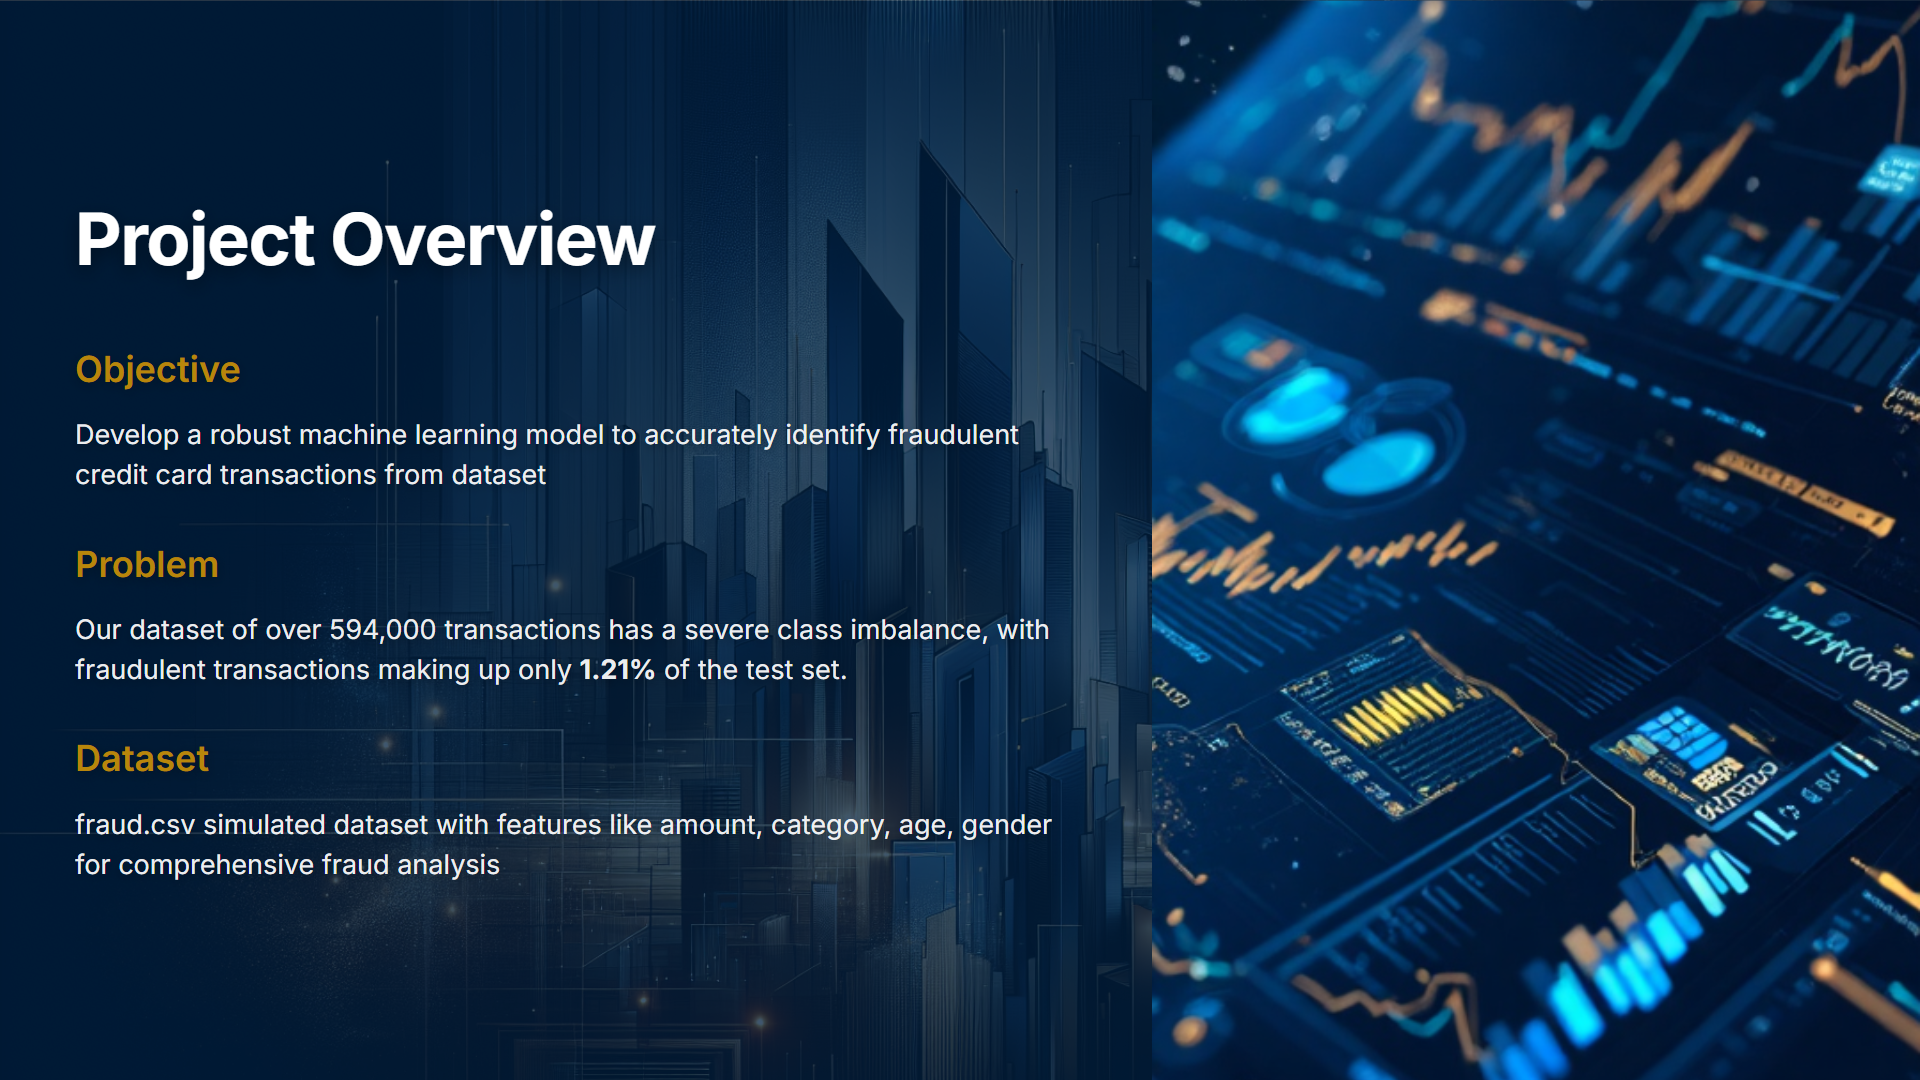 Project Overview
Objective
Develop a robust machine learning model to accurately identify fraudulent
credit card transactions from dataset
Problem
Our dataset of over 594,000 transactions has a severe class imbalance, with
fraudulent transactions making up only 1.21% of the test set.
Dataset
fraud.csv simulated dataset with features like amount, category, age, gender
for comprehensive fraud analysis